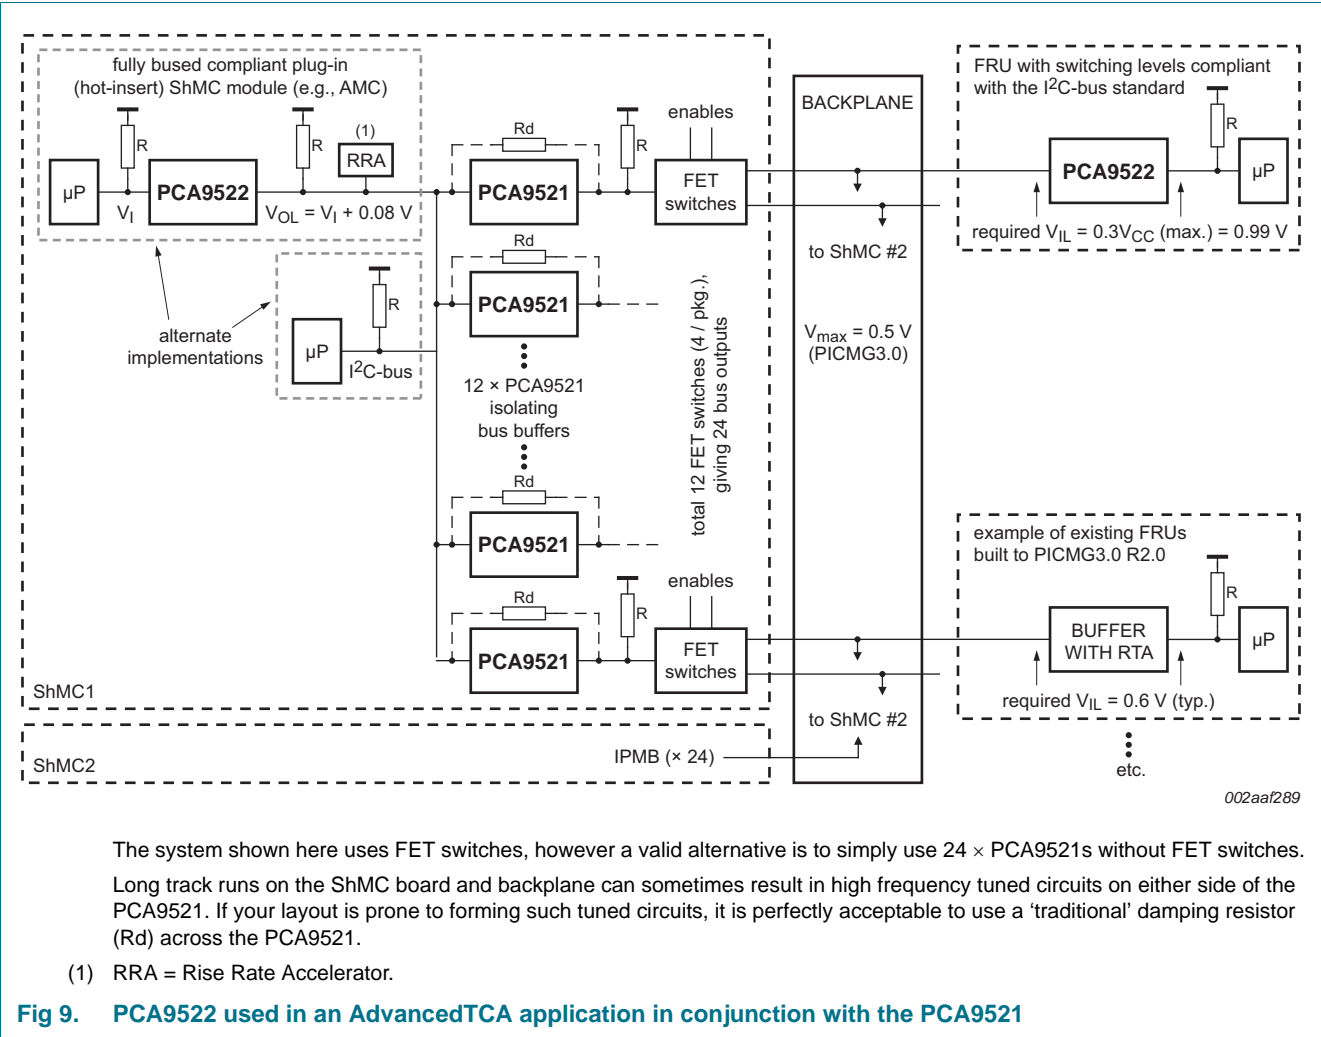 fully bused compliant plug-in
(hot-insert) ShMC module (e.g., AMC)
R
R
(1)
RRA
µP
PCA9522
VI
VOL = VI + 0.08 V
alternate
implementations
µP
R
I2C-bus
Rd
PCA9521
R
enables
FET
switches
Rd
PCA9521
12 × PCA9521
isolating
bus buffers
Rd
PCA9521
Rd
PCA9521
R
enables
FET
switches
total 12 FET switches (4 / pkg.),
giving 24 bus outputs
ShMC1
ShMC2
IPMB (× 24)
BACKPLANE
to ShMC #2
Vmax = 0.5 V
(PICMG3.0)
to ShMC #2
FRU with switching levels compliant
with the I2C-bus standard
R
PCA9522
µP
required VIL = 0.3VCC (max.) = 0.99 V
example of existing FRUs
built to PICMG3.0 R2.0
R
BUFFER
WITH RTA
µP
required VIL = 0.6 V (typ.)
etc.
002aaf289
The system shown here uses FET switches, however a valid alternative is to simply use 24 × PCA9521s without FET switches.
Long track runs on the ShMC board and backplane can sometimes result in high frequency tuned circuits on either side of the
PCA9521. If your layout is prone to forming such tuned circuits, it is perfectly acceptable to use a ‘traditional’ damping resistor
(Rd) across the PCA9521.
(1) RRA = Rise Rate Accelerator.
Fig 9. PCA9522 used in an AdvancedTCA application in conjunction with the PCA9521